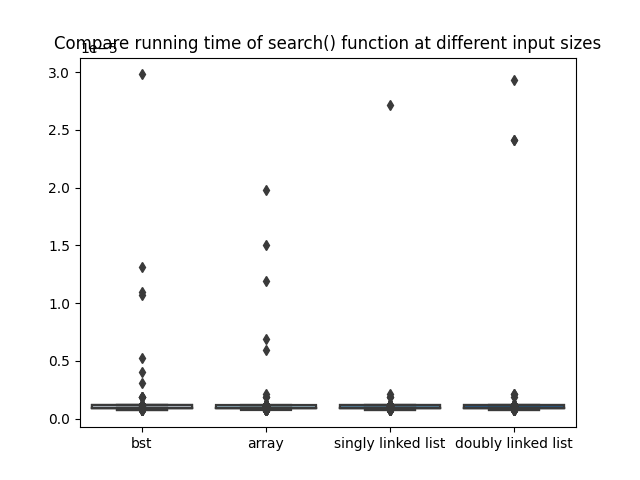 Compare running time of search() function at different input sizes
1e−5
3.0
2.5
2.0
1.5
1.0
0.5
0.0
bst array singly linked list doubly linked list